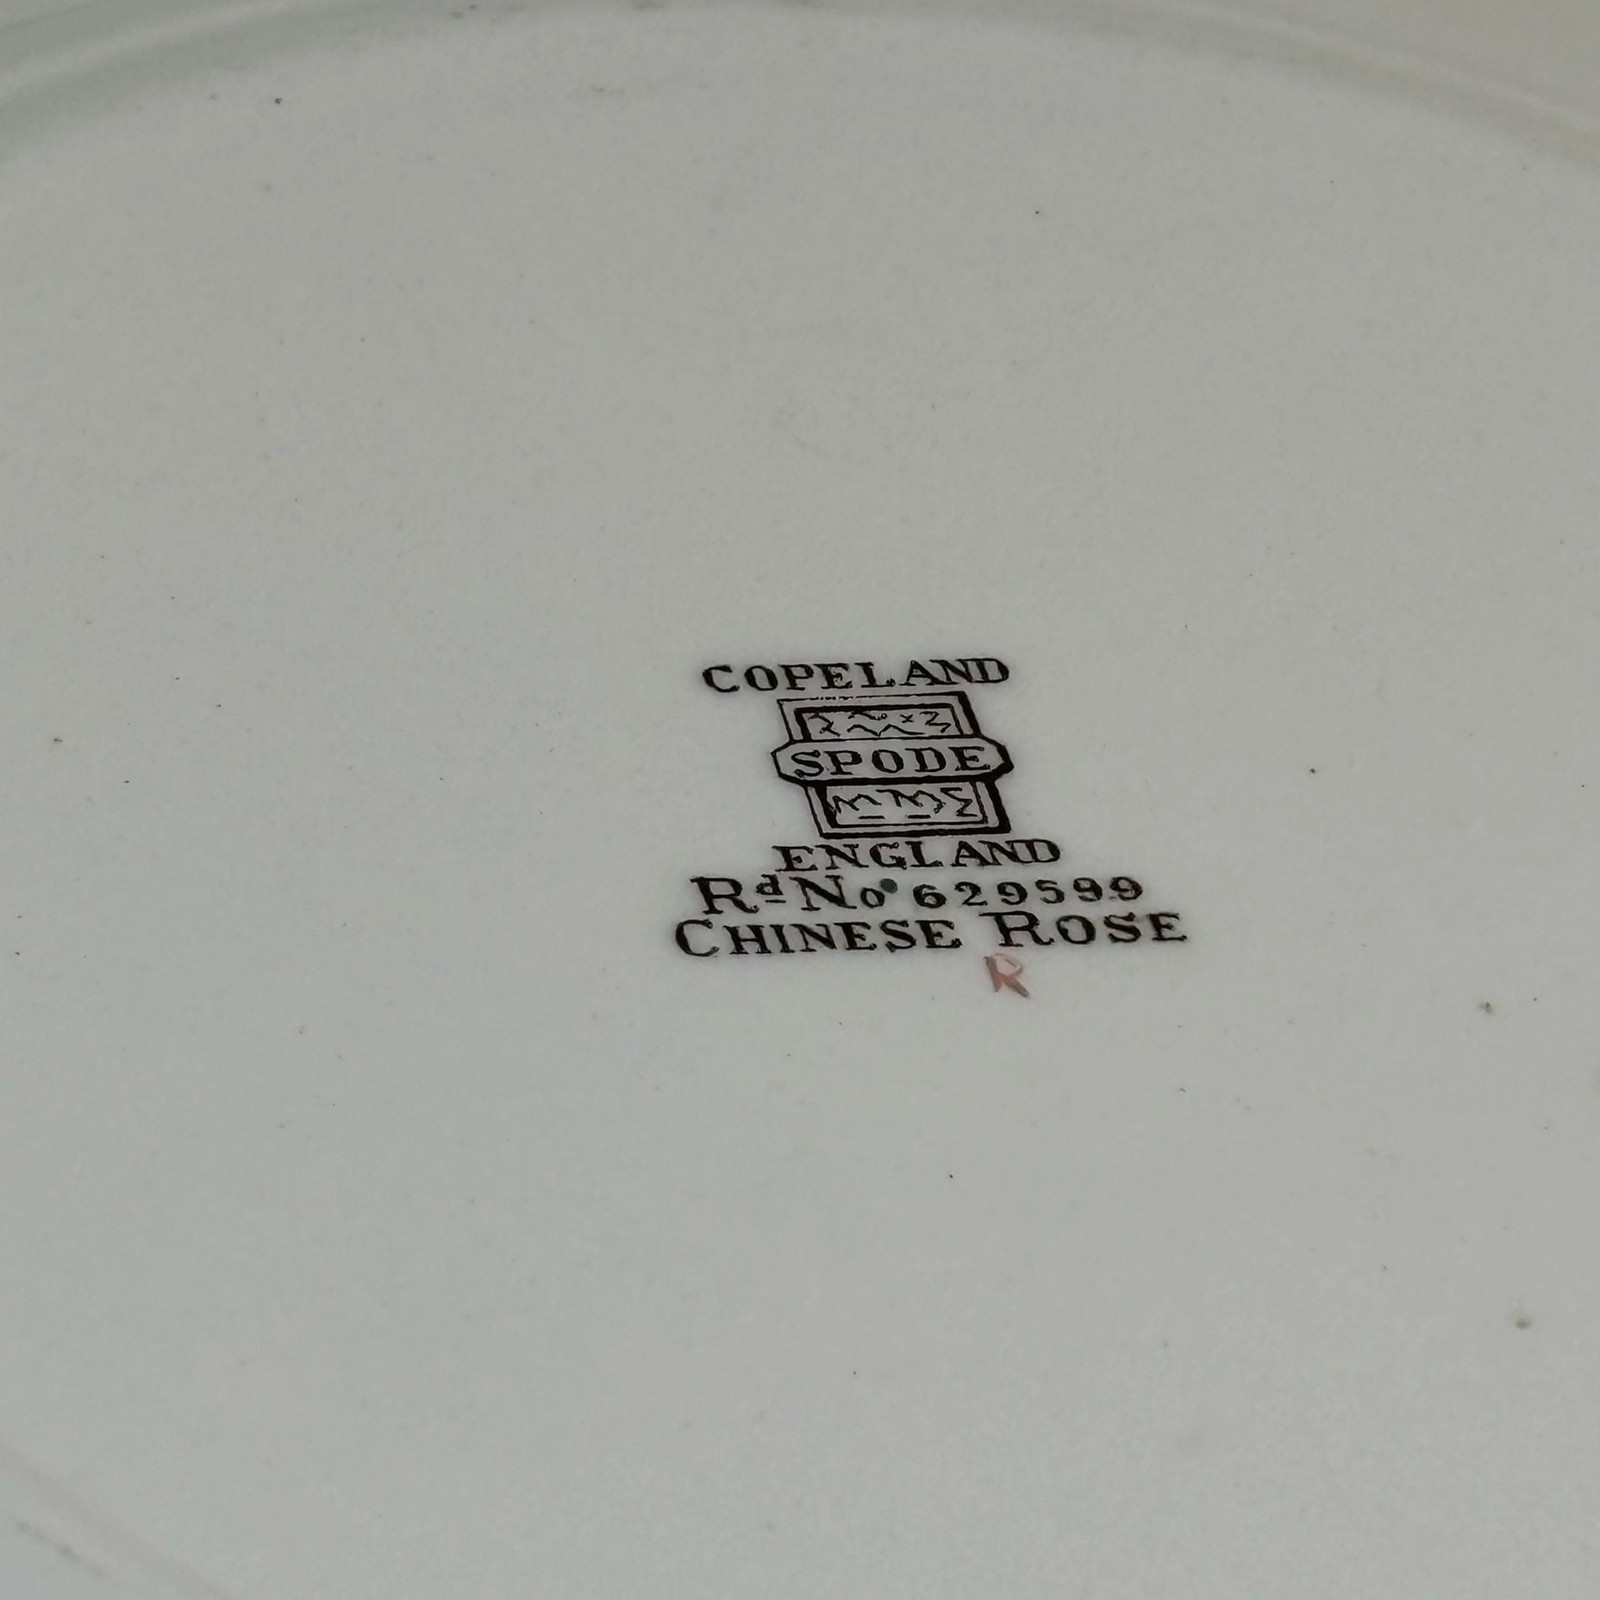 COPELAND
SPODE
ENGLAND
Rd No 629599
CHINESE ROSE
R